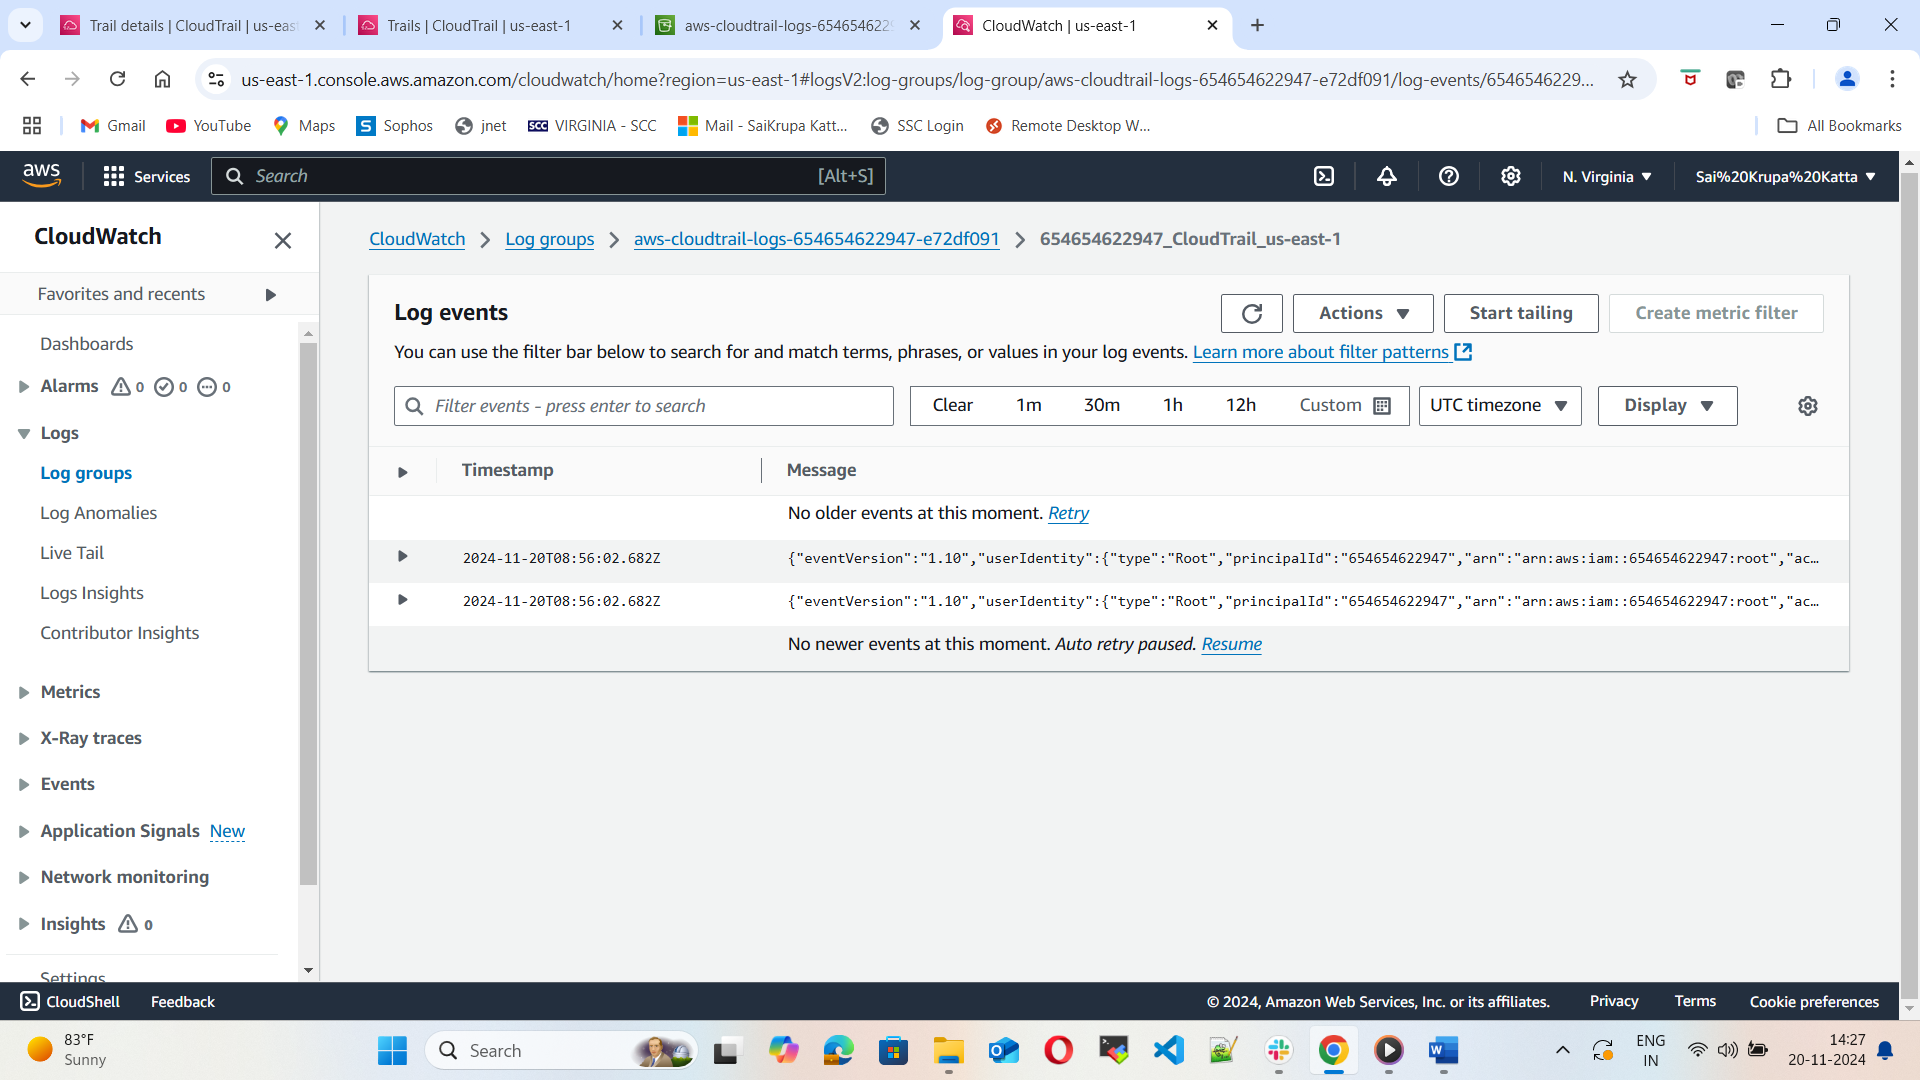 Trail details | CloudTrail | us-east
Trails | CloudTrail | us-east-1
aws-cloudtrail-logs-654654622
CloudWatch | us-east-1
us-east-1.console.aws.amazon.com/cloudwatch/home?region=us-east-1#logsV2:log-groups/log-group/aws-cloudtrail-logs-654654622947-e72df091/log-events/6546546229...
Gmail
YouTube
Maps
Sophos
jnet
SCC VIRGINIA - SCC
Mail - SaiKrupa Katt...
SSC Login
Remote Desktop W...
All Bookmarks
aws
Services
Search [Alt+S]
N. Virginia
Sai%20Krupa%20Katta
CloudWatch
Favorites and recents
Dashboards
Alarms 0 0 0
Logs
Log groups
Log Anomalies
Live Tail
Logs Insights
Contributor Insights
Metrics
X-Ray traces
Events
Application Signals New
Network monitoring
Insights 0
Settings
CloudWatch
Log groups
aws-cloudtrail-logs-654654622947-e72df091
654654622947_CloudTrail_us-east-1
Log events
Actions
Start tailing
Create metric filter
You can use the filter bar below to search for and match terms, phrases, or values in your log events. Learn more about filter patterns
Filter events - press enter to search
Clear 1m 30m 1h 12h Custom
UTC timezone
Display
Timestamp Message
No older events at this moment. Retry
2024-11-20T08:56:02.682Z {"eventVersion":"1.10","userIdentity":{"type":"Root","principalId":"654654622947","arn":"arn:aws:iam::654654622947:root","ac...
2024-11-20T08:56:02.682Z {"eventVersion":"1.10","userIdentity":{"type":"Root","principalId":"654654622947","arn":"arn:aws:iam::654654622947:root","ac...
No newer events at this moment. Auto retry paused. Resume
CloudShell
Feedback
© 2024, Amazon Web Services, Inc. or its affiliates.
Privacy
Terms
Cookie preferences
83°F
Sunny
Search
ENG
IN
14:27
20-11-2024